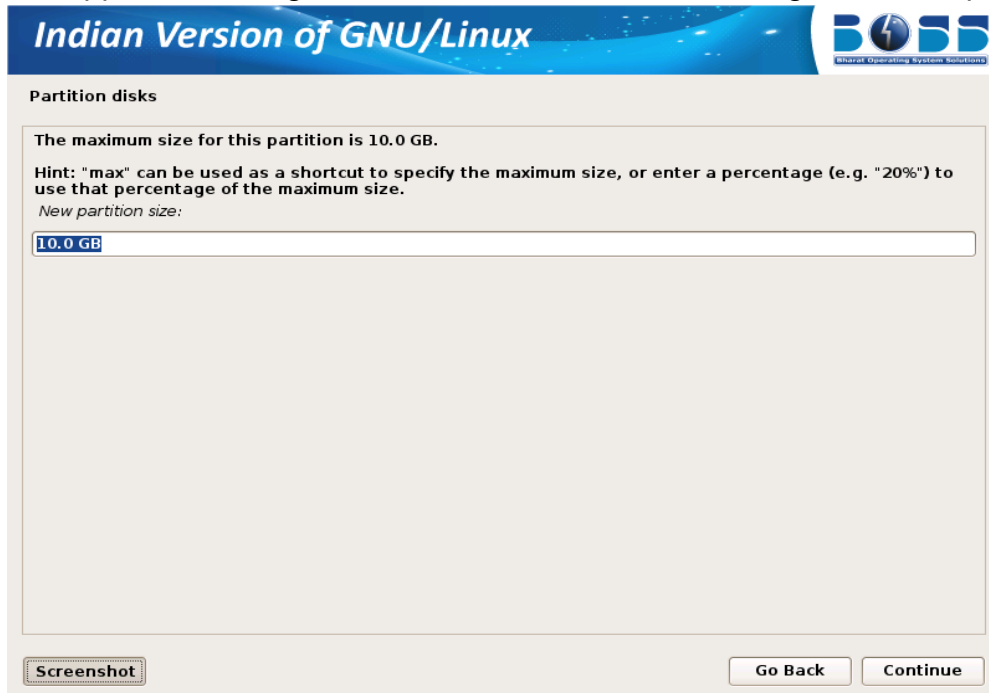 Indian Version of GNU/Linux
BOSS
Bharat Operating System Solutions
Partition disks
The maximum size for this partition is 10.0 GB.
Hint: "max" can be used as a shortcut to specify the maximum size, or enter a percentage (e.g. "20%") to
use that percentage of the maximum size.
New partition size:
10.0 GB
Screenshot
Go Back
Continue